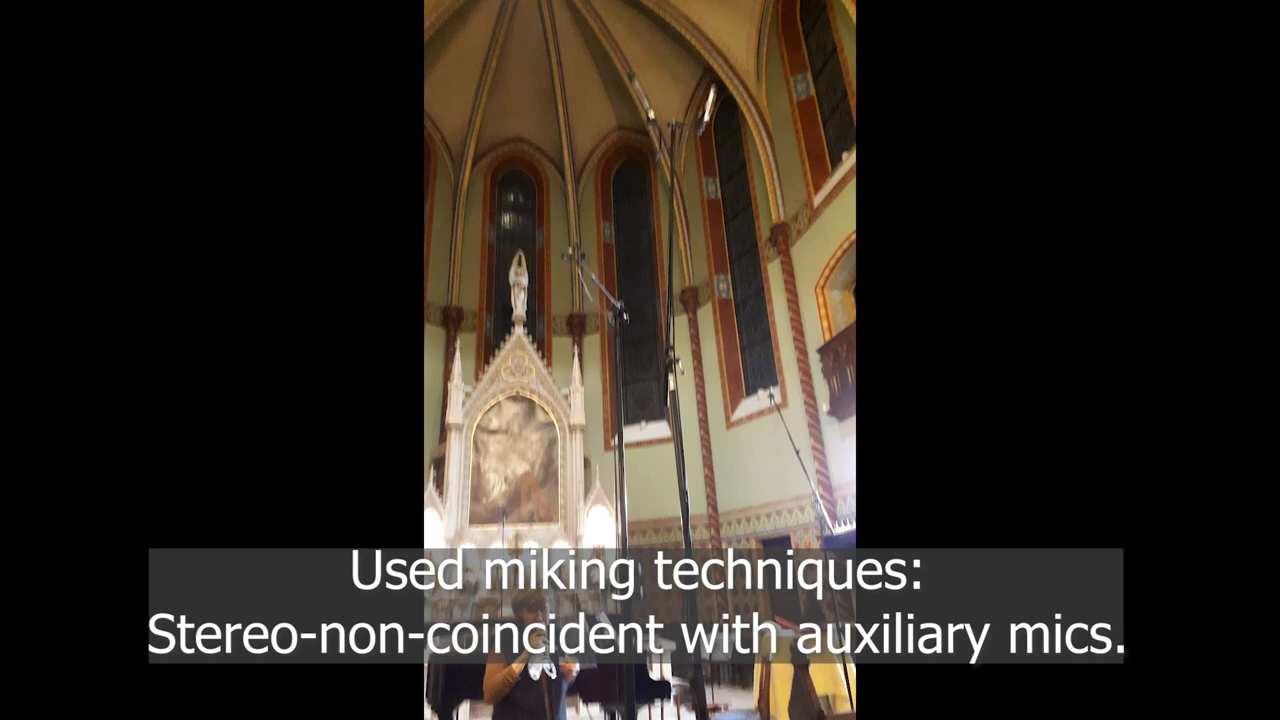 Used miking techniques:
Stereo-non-coincident with auxiliary mics.